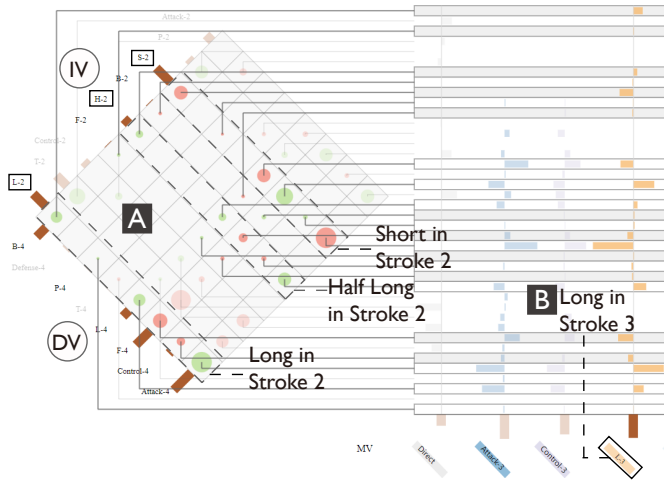 Attack-2
P-2
IV
S-2
B-2
H-2
F-2
Control-2
T-2
L-2
A
B-4
Short in
Stroke 2
Defense-4
P-4
Half Long
in Stroke 2
B
Long in
Stroke 3
T-4
L-4
DV
F-4
Long in
Stroke 2
Control-4
Attack-4
MV
Direct
Attack-3
Control-3
L-3